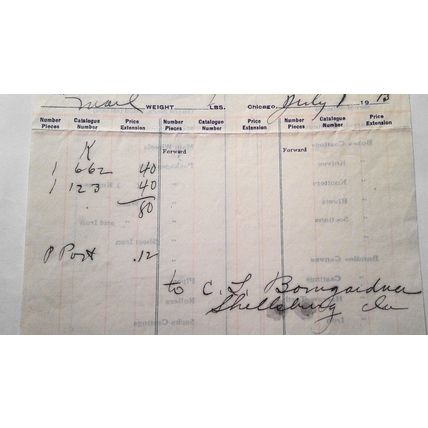 Mail WEIGHT LBS. Chicago, July 1 1913
Number Pieces Catalogue Number Price Extension Number Pieces Catalogue Number Price Extension Number Pieces Catalogue Number Price Extension
K Forward Forward
1 662 40
1 123 40
80
P Post .12
to C. L. Bomgardner
Shellsburg Ia